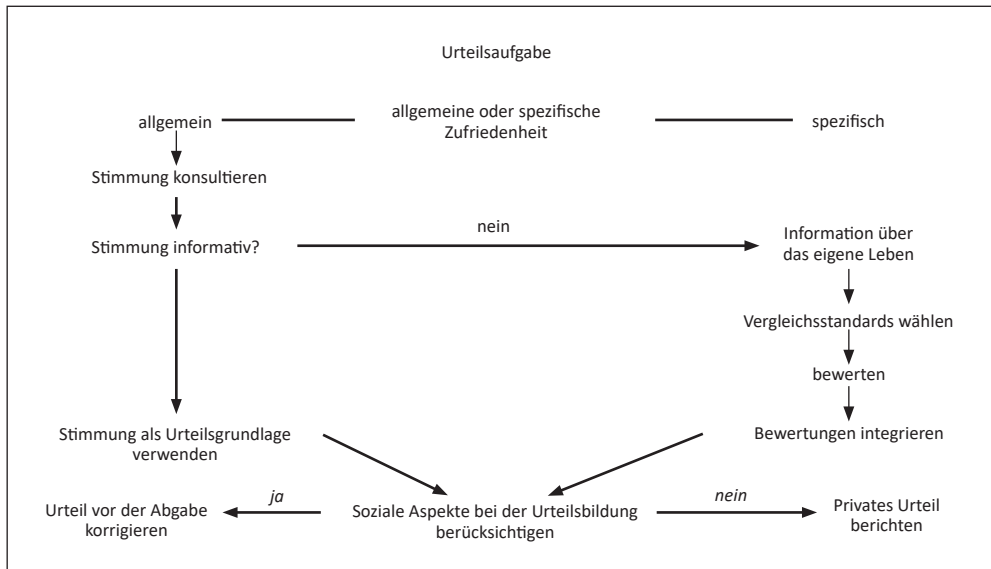 Urteilsaufgabe
allgemein
allgemeine oder spezifische
Zufriedenheit
spezifisch
Stimmung konsultieren
Stimmung informativ?
nein
Information über
das eigene Leben
Vergleichsstandards wählen
bewerten
Stimmung als Urteilsgrundlage
verwenden
Bewertungen integrieren
Urteil vor der Abgabe
korrigieren
ja
Soziale Aspekte bei der Urteilsbildung
berücksichtigen
nein
Privates Urteil
berichten